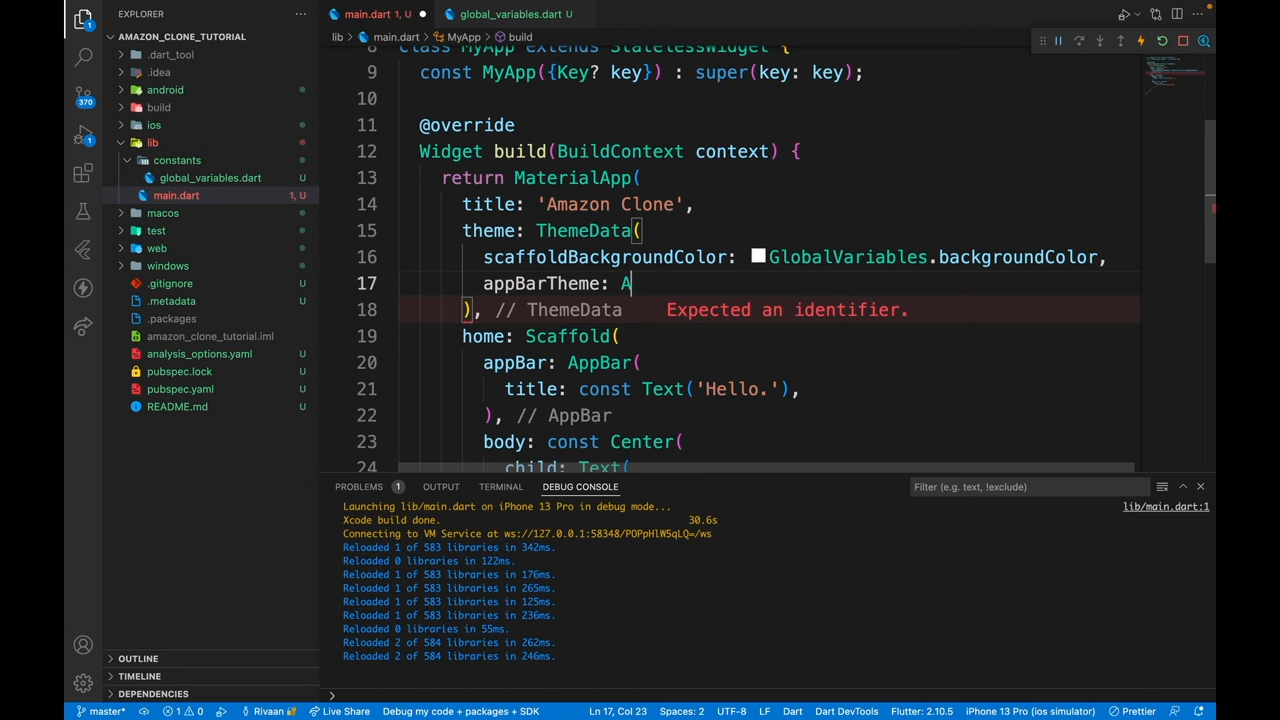 EXPLORER
main.dart 1, U
global_variables.dart U
AMAZON_CLONE_TUTORIAL
lib > main.dart > MyApp > build
.dart_tool
.idea
android
build
ios
lib
constants
global_variables.dart U
main.dart 1, U
macos
test
web
windows
.gitignore U
.metadata U
.packages
amazon_clone_tutorial.iml
analysis_options.yaml U
pubspec.lock U
pubspec.yaml U
README.md U
OUTLINE
TIMELINE
DEPENDENCIES
1
370
1
8 class MyApp extends StatelessWidget {
9 const MyApp({Key? key}) : super(key: key);
10
11 @override
12 Widget build(BuildContext context) {
13 return MaterialApp(
14 title: 'Amazon Clone',
15 theme: ThemeData(
16 scaffoldBackgroundColor: GlobalVariables.backgroundColor,
17 appBarTheme: A
18 ), // ThemeData Expected an identifier.
19 home: Scaffold(
20 appBar: AppBar(
21 title: const Text('Hello.'),
22 ), // AppBar
23 body: const Center(
24 child: Text(
PROBLEMS 1 OUTPUT TERMINAL DEBUG CONSOLE Filter (e.g. text, !exclude)
Launching lib/main.dart on iPhone 13 Pro in debug mode... lib/main.dart:1
Xcode build done. 30.6s
Connecting to VM Service at ws://127.0.0.1:58348/POPpHlW5qLQ=/ws
Reloaded 1 of 583 libraries in 342ms.
Reloaded 0 libraries in 122ms.
Reloaded 1 of 583 libraries in 176ms.
Reloaded 1 of 583 libraries in 265ms.
Reloaded 1 of 583 libraries in 125ms.
Reloaded 1 of 583 libraries in 236ms.
Reloaded 0 libraries in 55ms.
Reloaded 2 of 584 libraries in 262ms.
Reloaded 2 of 584 libraries in 246ms.
>
master* 1 0 Rivaan Live Share Debug my code + packages + SDK Ln 17, Col 23 Spaces: 2 UTF-8 LF Dart Dart DevTools Flutter: 2.10.5 iPhone 13 Pro (ios simulator) Prettier